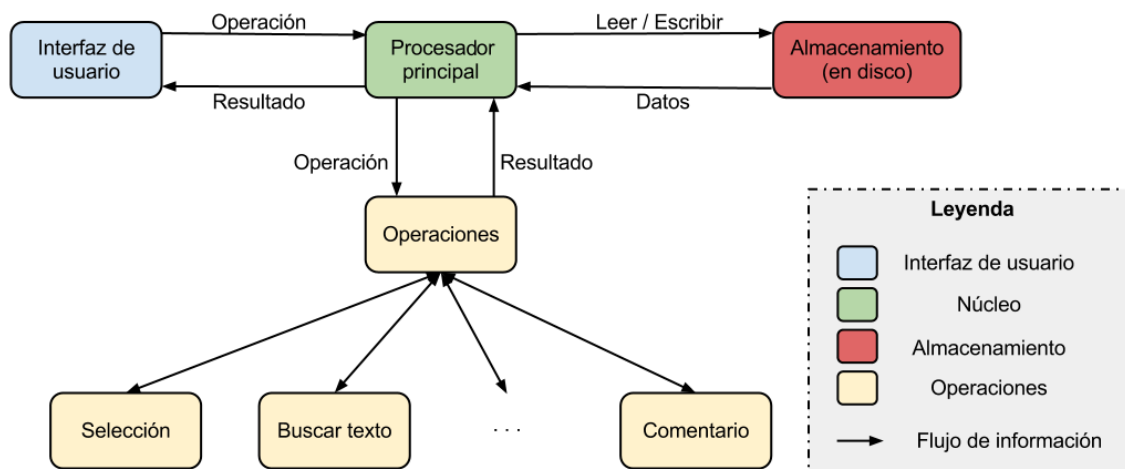 Operación
Leer / Escribir
Interfaz de
usuario
Procesador
principal
Almacenamiento
(en disco)
Resultado
Datos
Operación
Resultado
Operaciones
Selección
Buscar texto
. . .
Comentario
Leyenda
Interfaz de usuario
Núcleo
Almacenamiento
Operaciones
Flujo de información